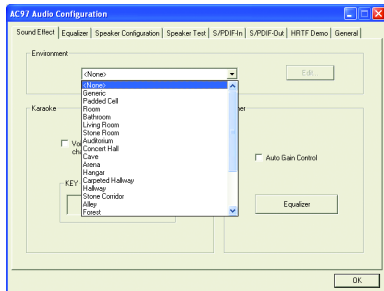 AC97 Audio Configuration
Sound Effect Equalizer Speaker Configuration Speaker Test S/PDIF-In S/PDIF-Out HRTF Demo General
Environment
<None>
Edit...
<None>
Generic
Padded Cell
Room
Bathroom
Living Room
Stone Room
Auditorium
Concert Hall
Cave
Arena
Hangar
Carpeted Hallway
Hallway
Stone Corridor
Alley
Forest
Karaoke
KEY
Auto Gain Control
Equalizer
OK